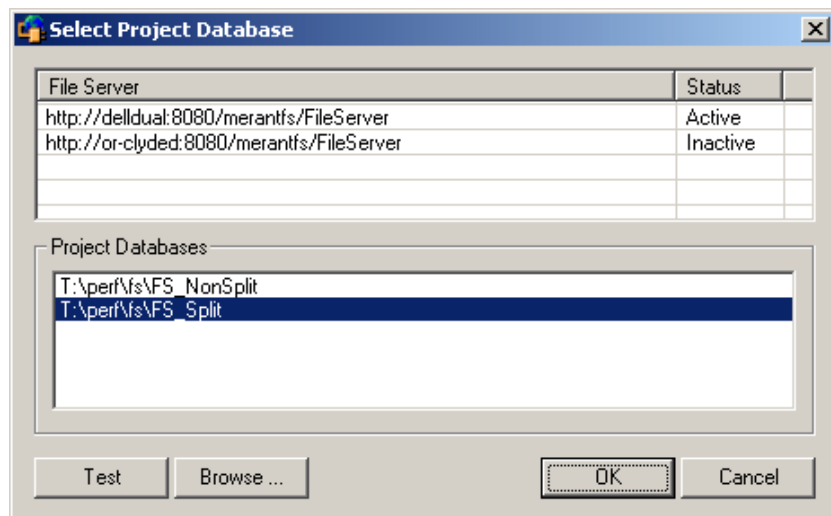 Select Project Database
File Server Status
http://delldual:8080/merantfs/FileServer Active
http://or-clyded:8080/merantfs/FileServer Inactive
Project Databases
T:\perf\fs\FS_NonSplit
T:\perf\fs\FS_Split
Test Browse ... OK Cancel